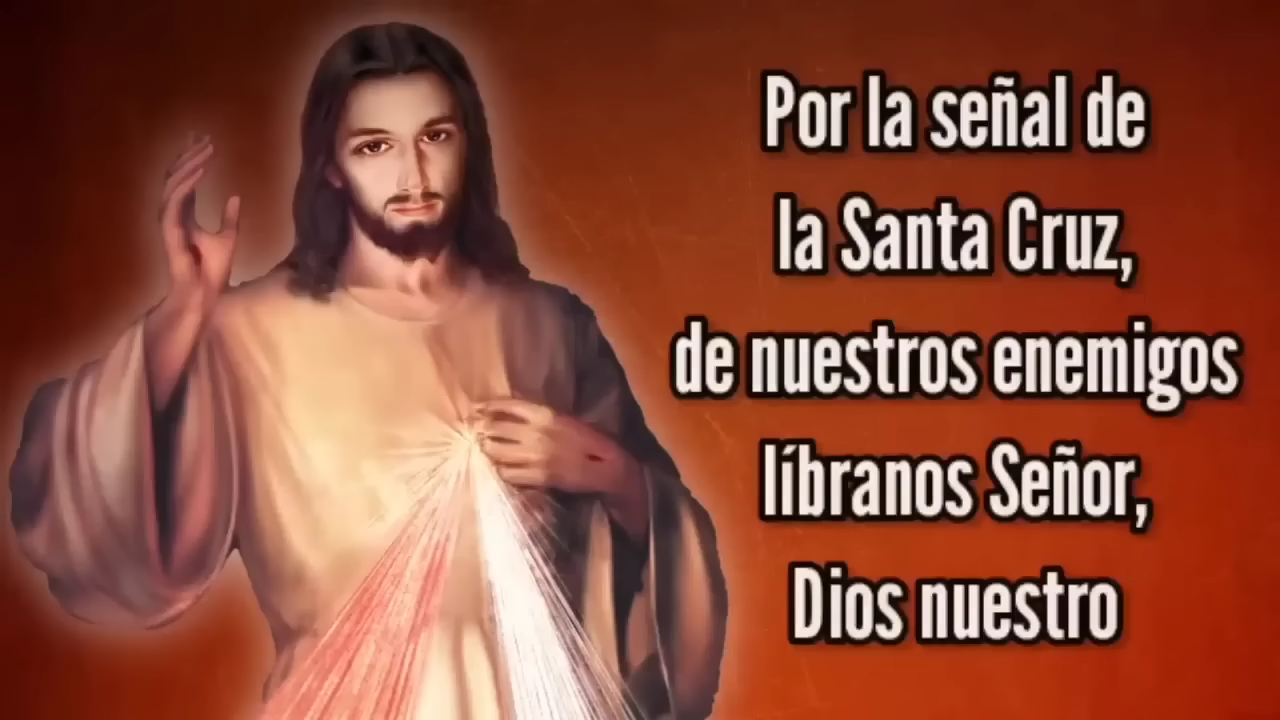 Por la señal de
la Santa Cruz,
de nuestros enemigos
líbranos Señor,
Dios nuestro